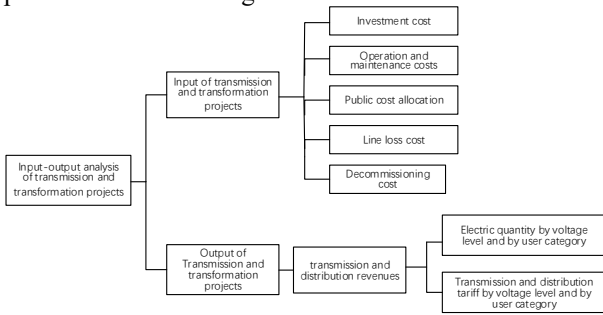 Investment cost
Operation and
maintenance costs
Input of transmission
and transformation
projects
Public cost allocation
Line loss cost
Input-output analysis
of transmission and
transformation projects
Decommissioning
cost
Output of
Transmission and
transformation
projects
transmission and
distribution revenues
Electric quantity by voltage
level and by user category
Transmission and distribution
tariff by voltage level and by
user category